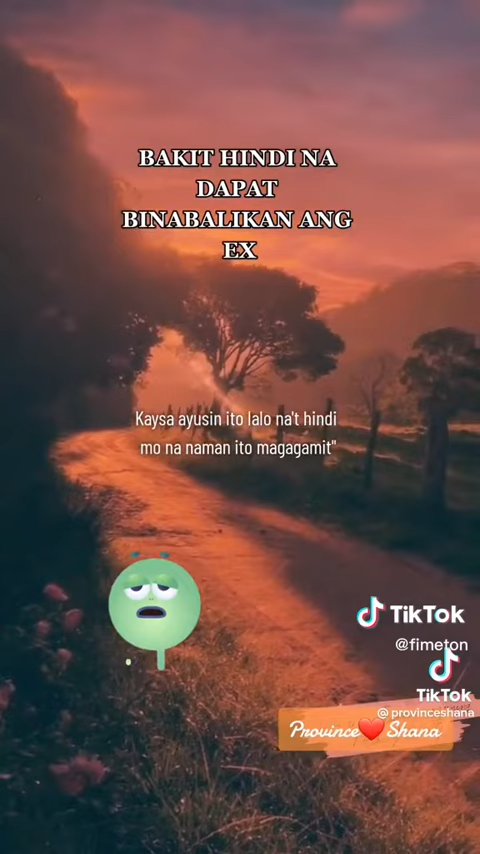 BAKIT HINDI NA
DAPAT
BINABALIKAN ANG
EX
Kaysa ayusin ito lalo na't hindi
mo na naman ito magagamit"
TikTok
@fimeton
TikTok
@provinceshana
Province❤️Shana